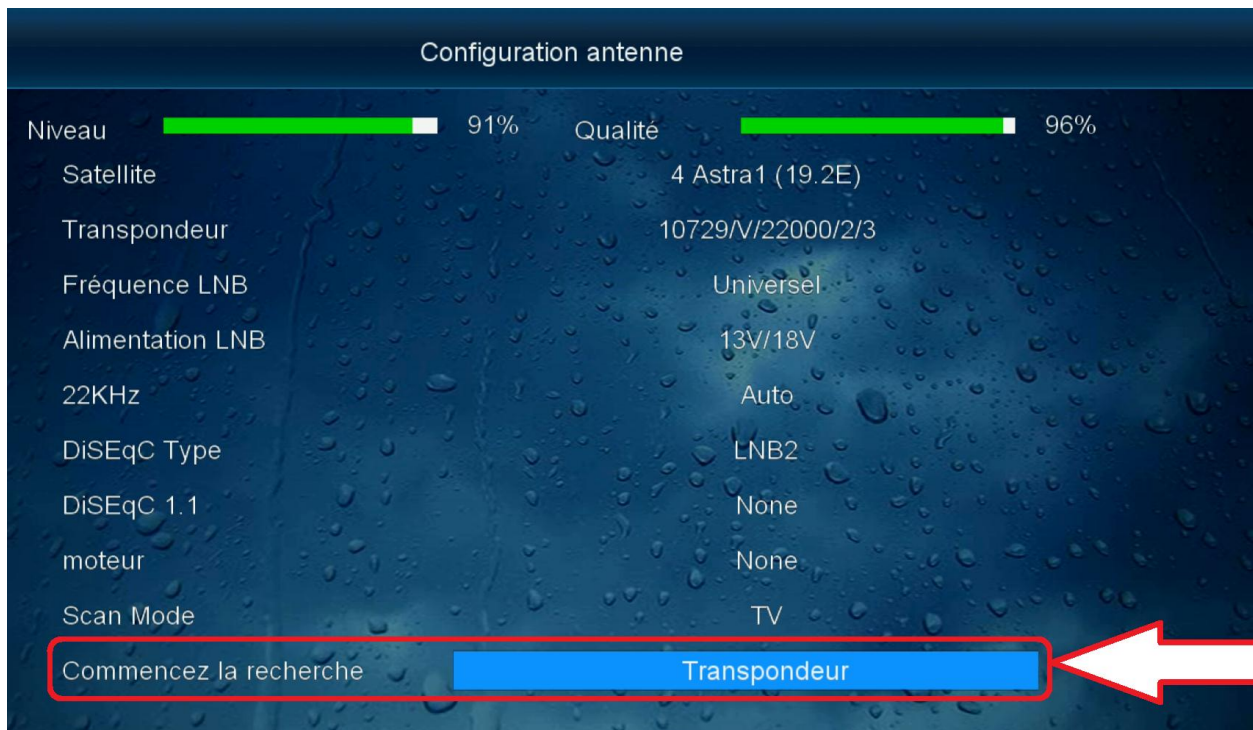 Configuration antenne
Niveau 91% Qualité 96%
Satellite 4 Astra1 (19.2E)
Transpondeur 10729/V/22000/2/3
Fréquence LNB Universel
Alimentation LNB 13V/18V
22KHz Auto
DiSEqC Type LNB2
DiSEqC 1.1 None
moteur None
Scan Mode TV
Commencez la recherche Transpondeur